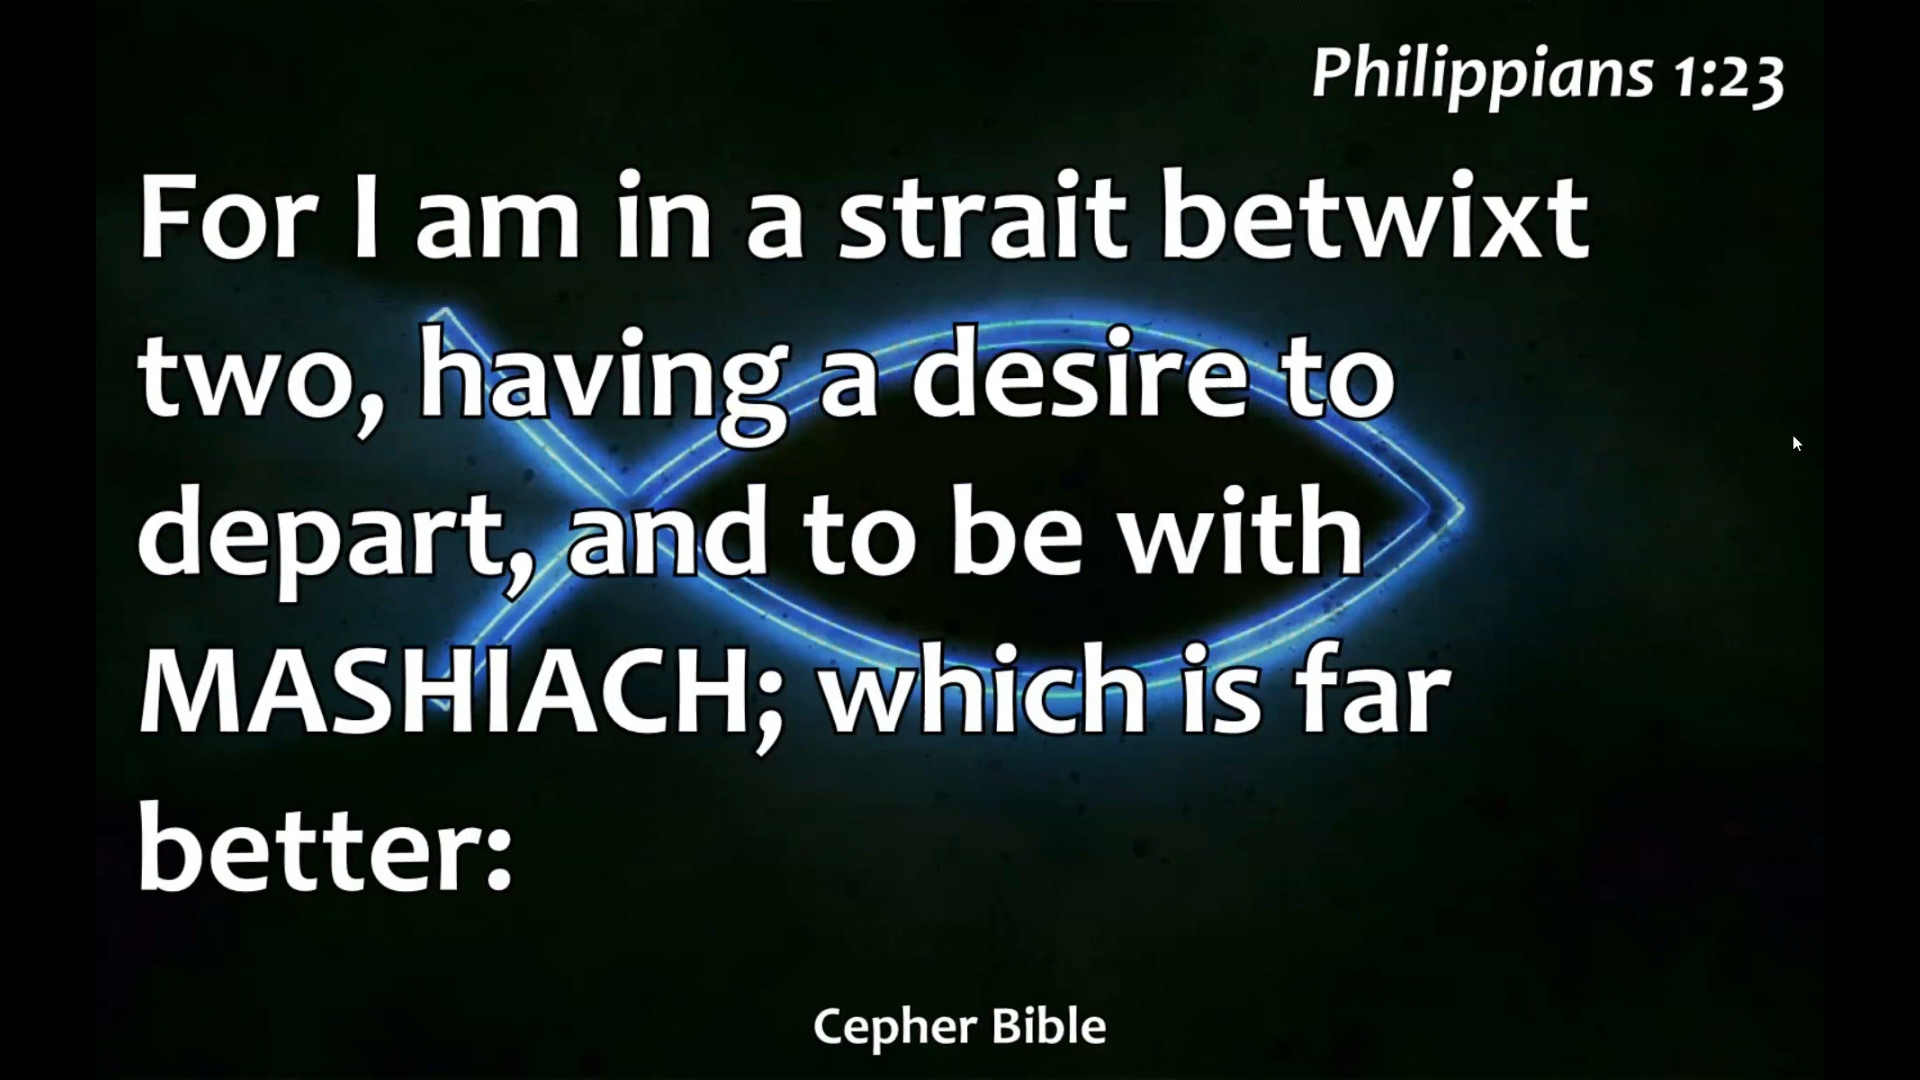 Philippians 1:23
For I am in a strait betwixt
two, having a desire to
depart, and to be with
MASHIACH; which is far
better:
Cepher Bible